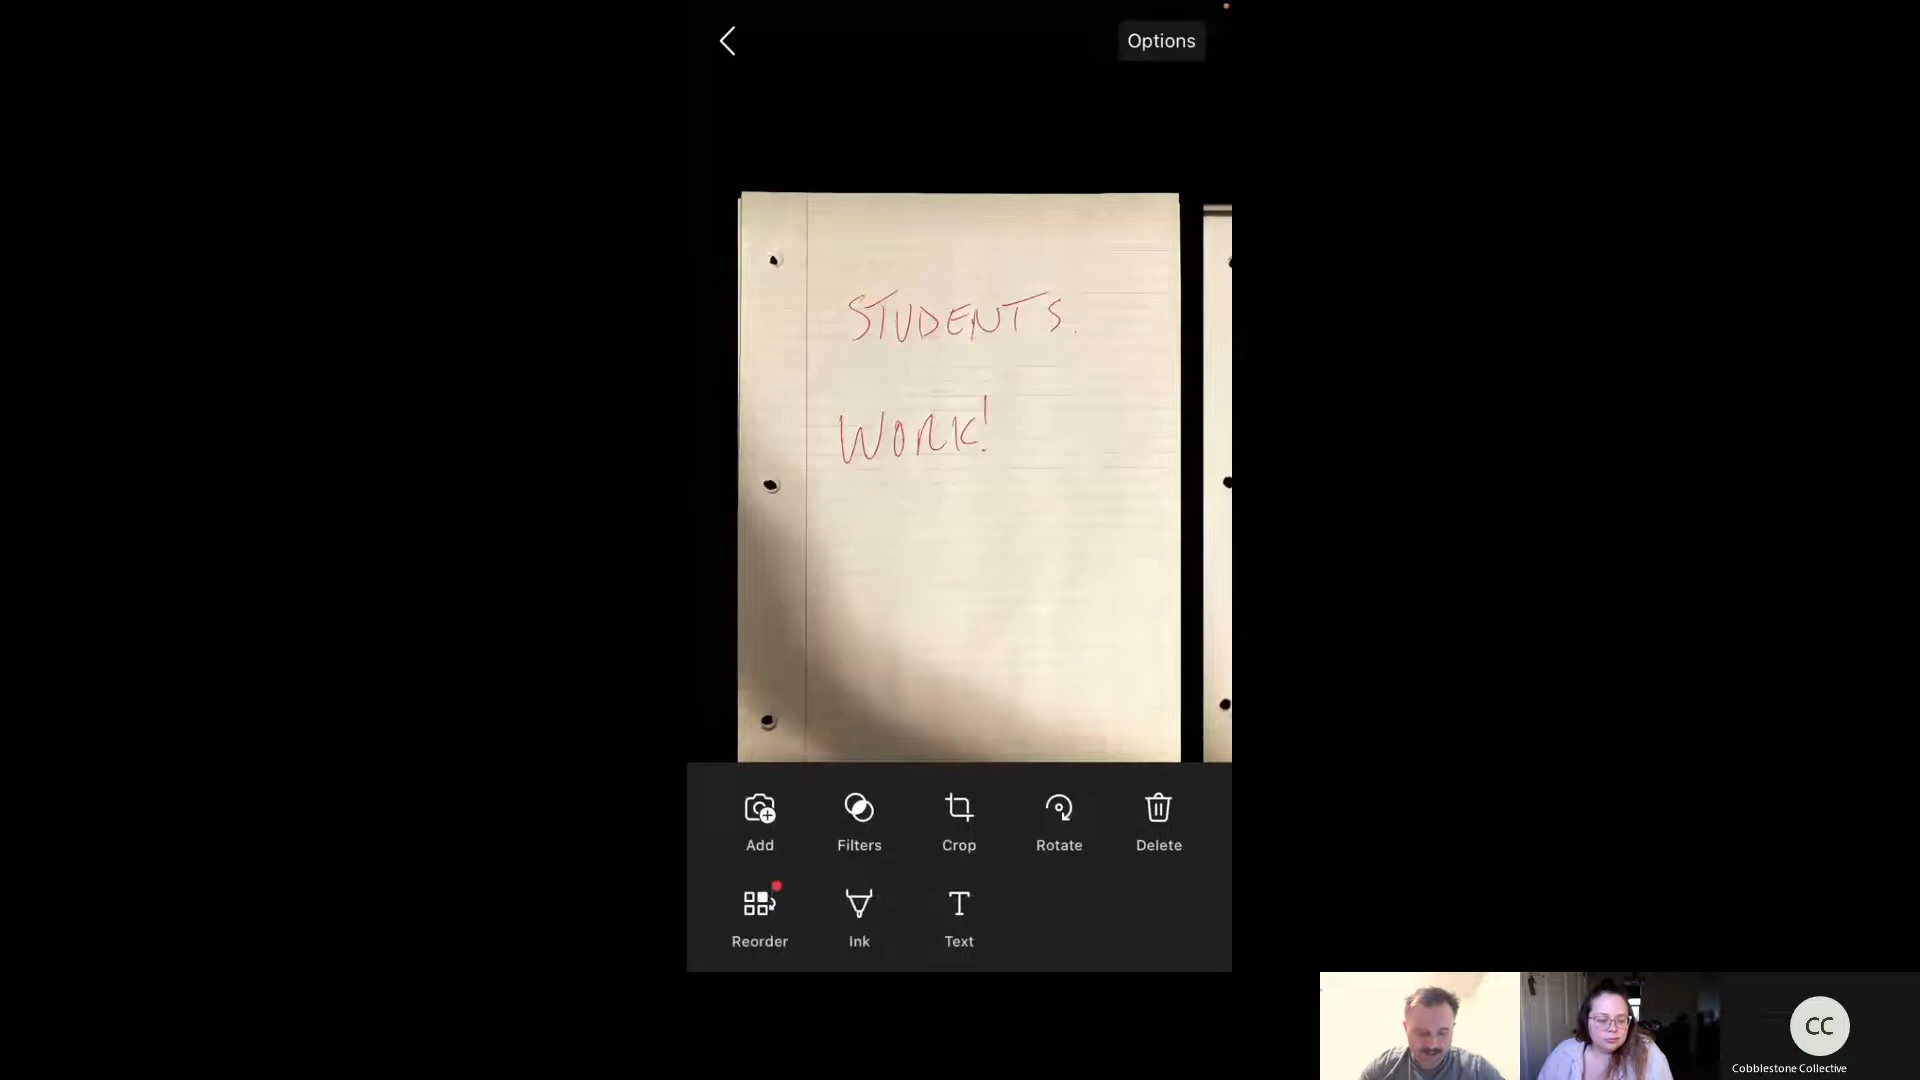 Options
STUDENTS.
WORK!
Add
Filters
Crop
Rotate
Delete
Reorder
Ink
Text
CC
Cobblestone Collective